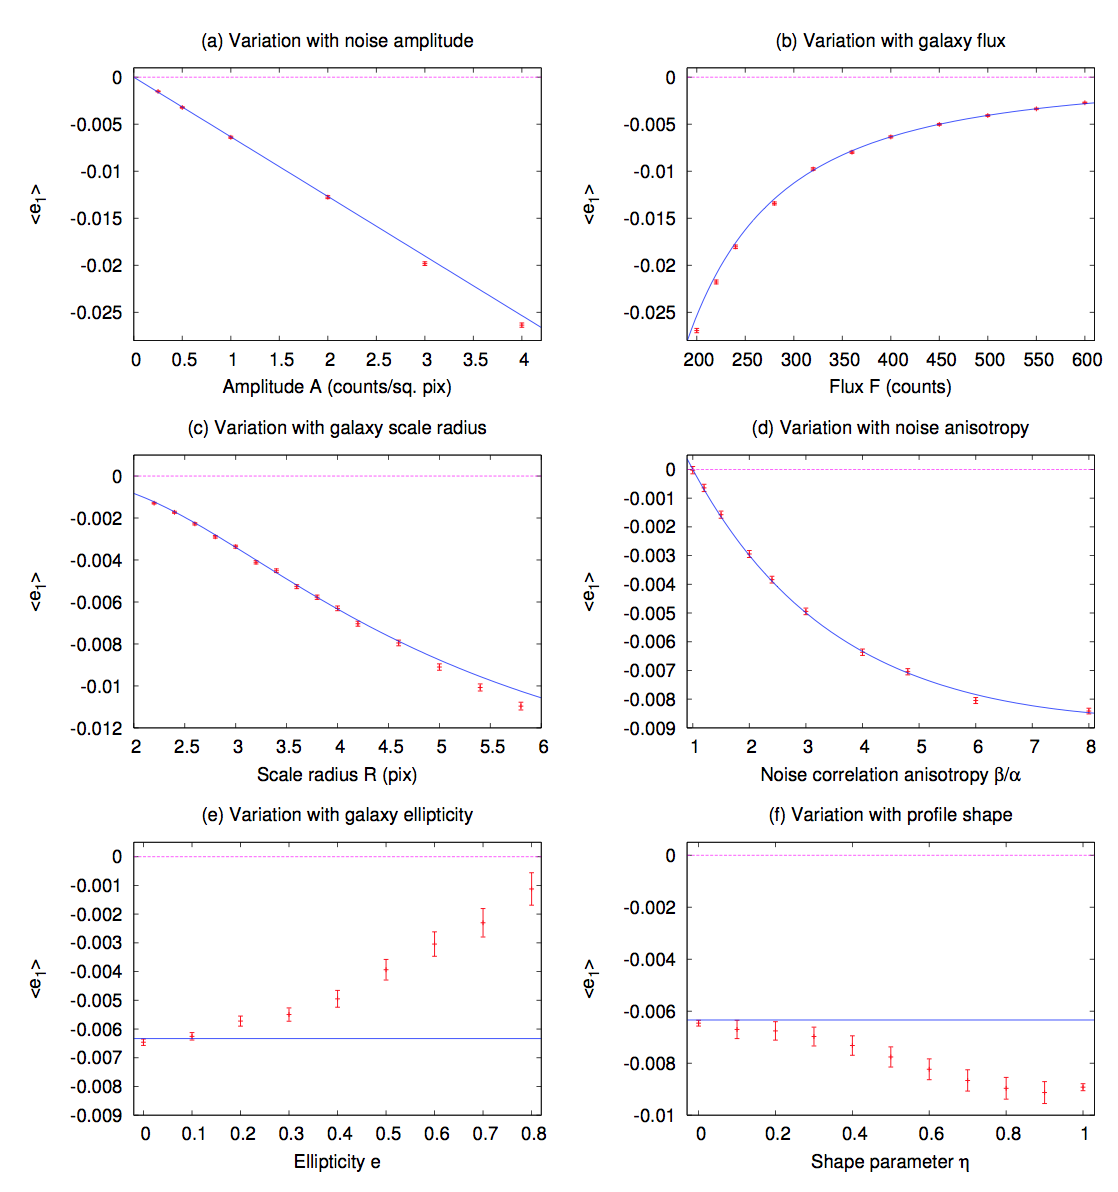 (a) Variation with noise amplitude
0
-0.005
-0.01
-0.015
-0.02
-0.025
<e1>
0 0.5 1 1.5 2 2.5 3 3.5 4
Amplitude A (counts/sq. pix)
(b) Variation with galaxy flux
0
-0.005
-0.01
-0.015
-0.02
-0.025
<e1>
200 250 300 350 400 450 500 550 600
Flux F (counts)
(c) Variation with galaxy scale radius
0
-0.002
-0.004
-0.006
-0.008
-0.01
-0.012
<e1>
2 2.5 3 3.5 4 4.5 5 5.5 6
Scale radius R (pix)
(d) Variation with noise anisotropy
0
-0.001
-0.002
-0.003
-0.004
-0.005
-0.006
-0.007
-0.008
-0.009
<e1>
1 2 3 4 5 6 7 8
Noise correlation anisotropy β/α
(e) Variation with galaxy ellipticity
0
-0.001
-0.002
-0.003
-0.004
-0.005
-0.006
-0.007
-0.008
-0.009
<e1>
0 0.1 0.2 0.3 0.4 0.5 0.6 0.7 0.8
Ellipticity e
(f) Variation with profile shape
0
-0.002
-0.004
-0.006
-0.008
-0.01
<e1>
0 0.2 0.4 0.6 0.8 1
Shape parameter η